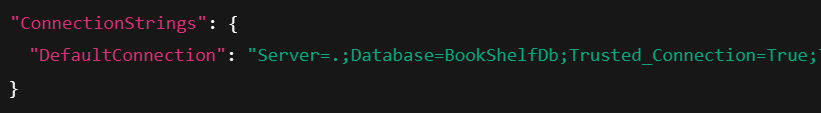 "ConnectionStrings": {
"DefaultConnection": "Server=.;Database=BookShelfDb;Trusted_Connection=True;
}